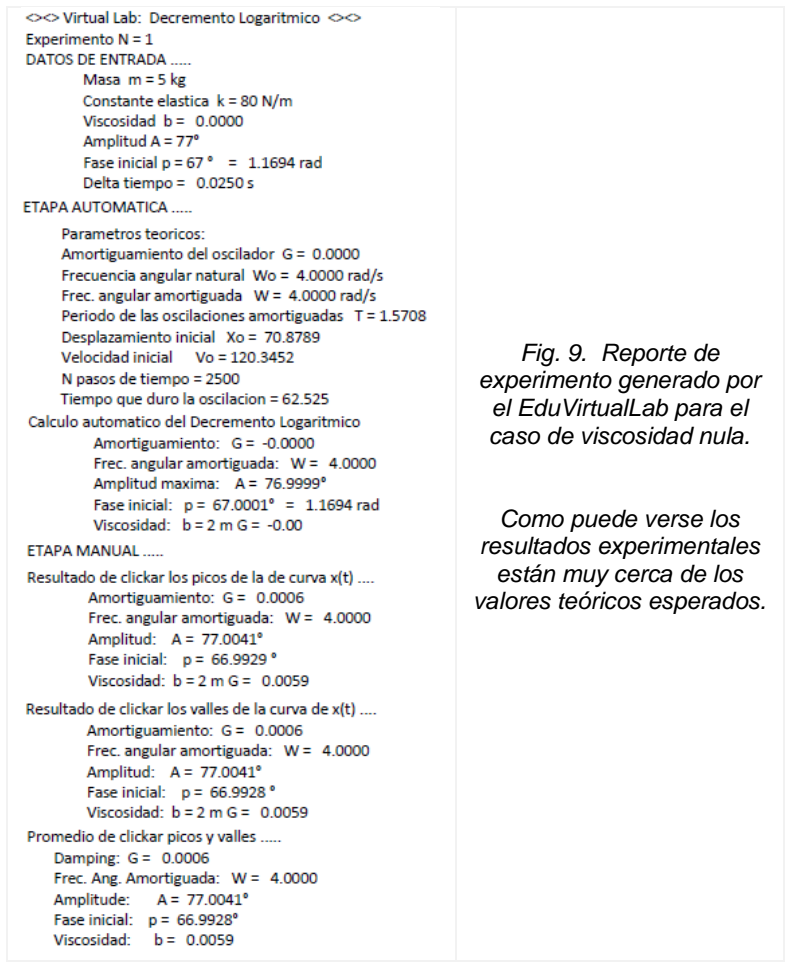 <><> Virtual Lab:  Decremento Logaritmico  <><>
Experimento N = 1
DATOS DE ENTRADA .....
Masa  m = 5 kg
Constante elastica  k = 80 N/m
Viscosidad  b =   0.0000
Amplitud A = 77º
Fase inicial p = 67 º   =   1.1694 rad
Delta tiempo =   0.0250 s
ETAPA AUTOMATICA .....
Parametros teoricos:
Amortiguamiento del oscilador  G =  0.0000
Frecuencia angular natural  Wo =  4.0000 rad/s
Frec. angular amortiguada   W =  4.0000 rad/s
Periodo de las oscilaciones amortiguadas   T = 1.5708
Desplazamiento inicial   Xo =  70.8789
Velocidad inicial     Vo = 120.3452
N pasos de tiempo = 2500
Tiempo que duro la oscilacion = 62.525
Calculo automatico del Decremento Logaritmico
Amortiguamiento:   G =  -0.0000
Frec. angular amortiguada:   W =   4.0000
Amplitud maxima:    A =  76.9999º
Fase inicial:   p =  67.0001º   =   1.1694 rad
Viscosidad:   b = 2 m G =  -0.00
ETAPA MANUAL .....
Resultado de clickar los picos de la de curva x(t) ....
Amortiguamiento:  G =   0.0006
Frec. angular amortiguada:   W =   4.0000
Amplitud:    A =  77.0041º
Fase inicial:    p =  66.9929 º
Viscosidad:  b = 2 m G =   0.0059
Resultado de clickar los valles de la curva de x(t) ....
Amortiguamiento:  G =   0.0006
Frec. angular amortiguada:   W =   4.0000
Amplitud:    A =  77.0041º
Fase inicial:    p =  66.9928 º
Viscosidad:  b = 2 m G =   0.0059
Promedio de clickar picos y valles .....
Damping:  G =   0.0006
Frec. Ang. Amortiguada:   W =  4.0000
Amplitude:      A =  77.0041º
Fase inicial:    p =  66.9928º
Viscosidad:     b =   0.0059
Fig. 9.  Reporte de
experimento generado por
el EduVirtualLab para el
caso de viscosidad nula.
Como puede verse los
resultados experimentales
están muy cerca de los
valores teóricos esperados.